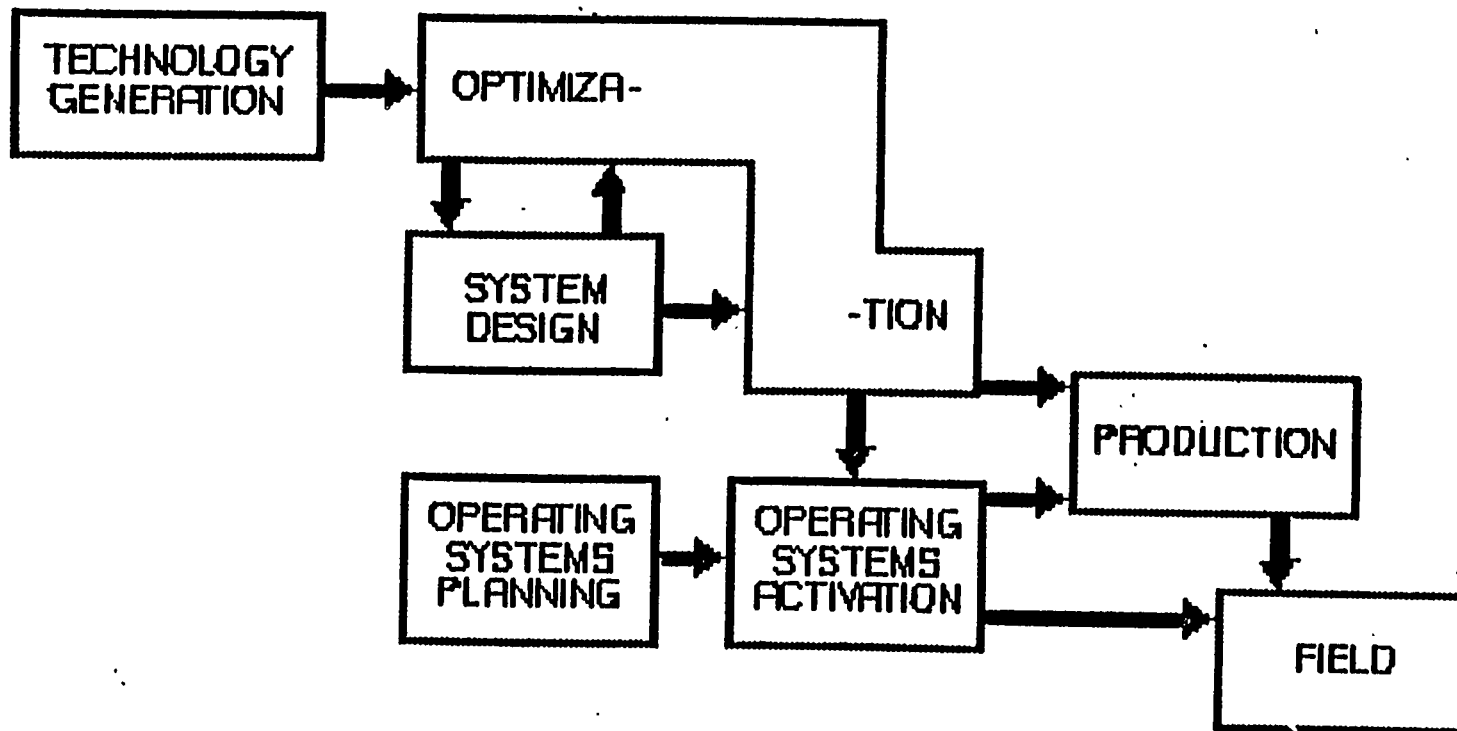 TECHNOLOGY
GENERATION
OPTIMIZA-
SYSTEM
DESIGN
-TION
PRODUCTION
OPERATING
SYSTEMS
PLANNING
OPERATING
SYSTEMS
ACTIVATION
FIELD